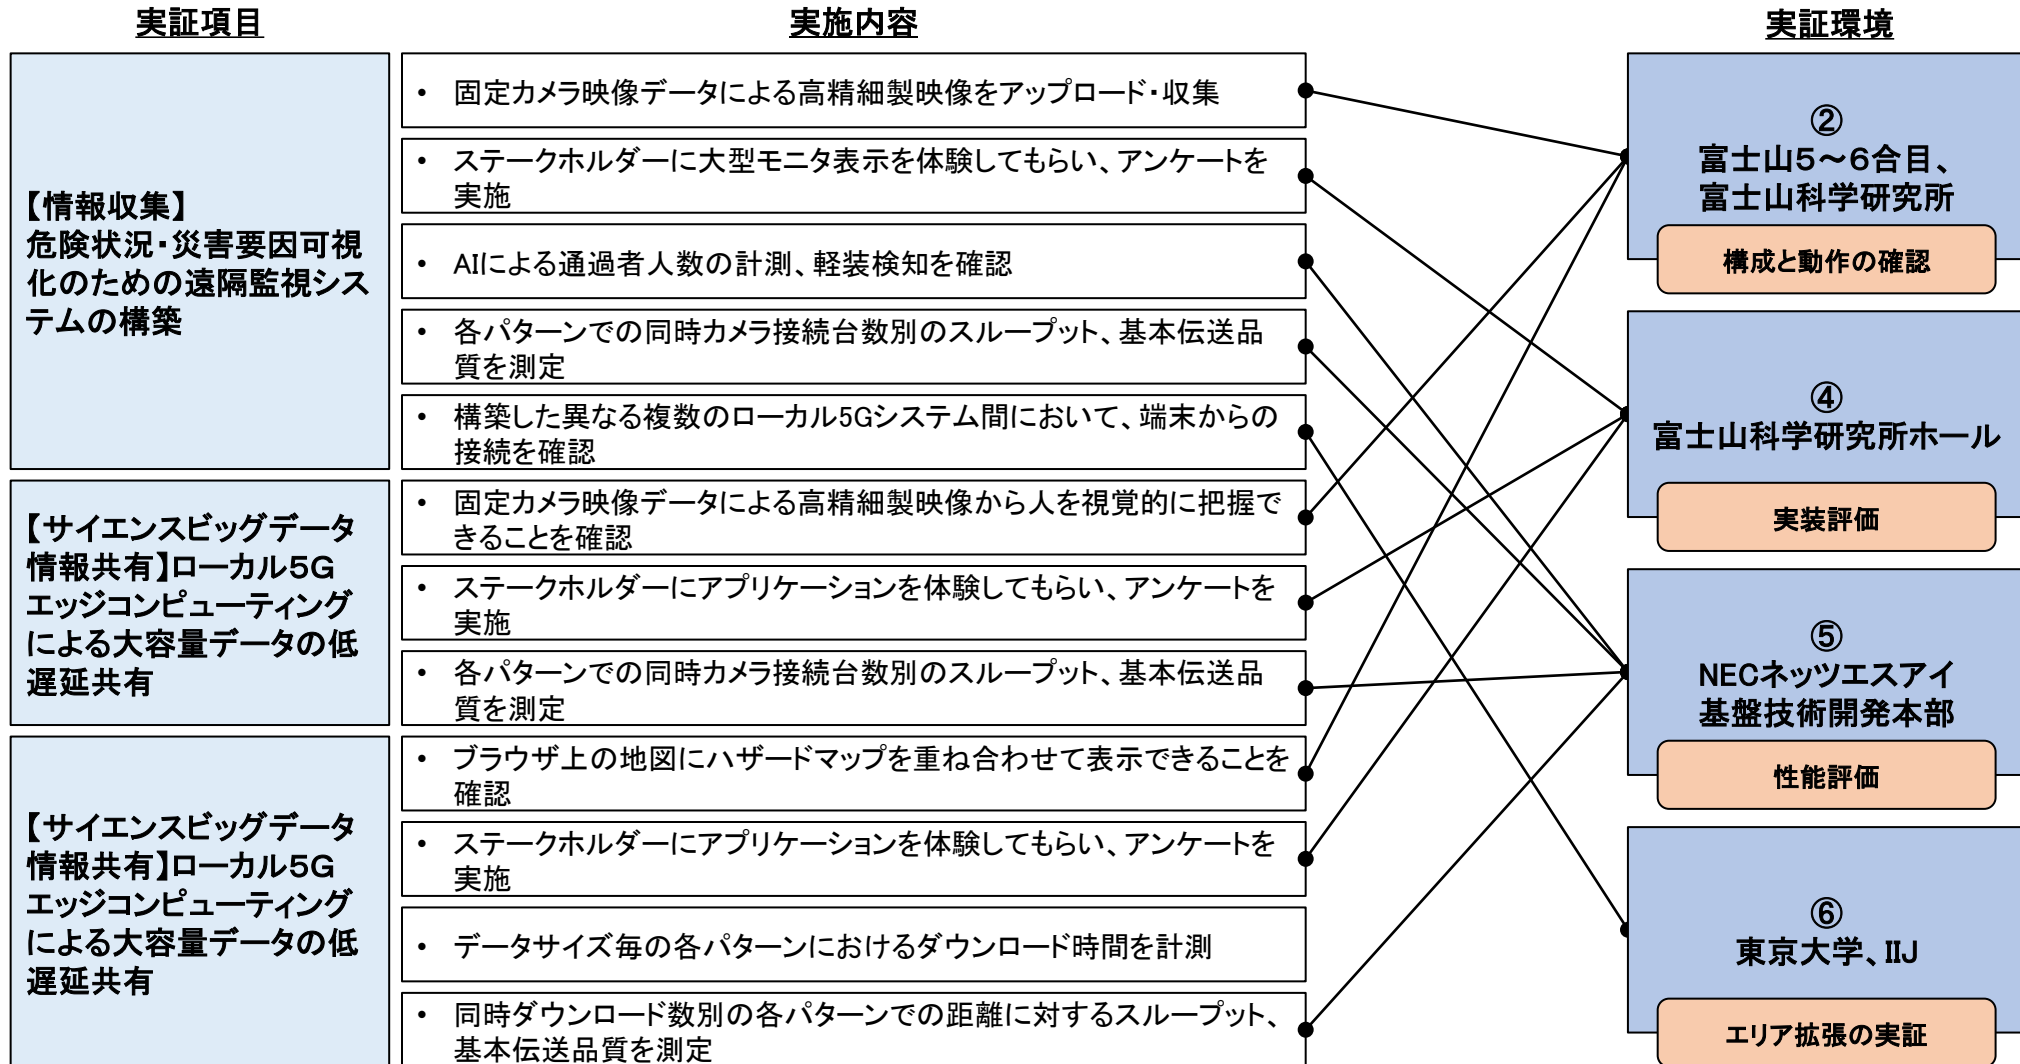 実証項目
実施内容
実証環境
【情報収集】
危険状況・災害要因可視
化のための遠隔監視シス
テムの構築
【サイエンスビッグデータ
情報共有】ローカル5G
エッジコンピューティング
による大容量データの低
遅延共有
【サイエンスビッグデータ
情報共有】ローカル5G
エッジコンピューティング
による大容量データの低
遅延共有
• 固定カメラ映像データによる高精細製映像をアップロード・収集
• ステークホルダーに大型モニタ表示を体験してもらい、アンケートを
実施
• AIによる通過者人数の計測、軽装検知を確認
• 各パターンでの同時カメラ接続台数別のスループット、基本伝送品
質を測定
• 構築した異なる複数のローカル5Gシステム間において、端末からの
接続を確認
• 固定カメラ映像データによる高精細製映像から人を視覚的に把握で
きることを確認
• ステークホルダーにアプリケーションを体験してもらい、アンケートを
実施
• 各パターンでの同時カメラ接続台数別のスループット、基本伝送品
質を測定
• ブラウザ上の地図にハザードマップを重ね合わせて表示できることを
確認
• ステークホルダーにアプリケーションを体験してもらい、アンケートを
実施
• データサイズ毎の各パターンにおけるダウンロード時間を計測
• 同時ダウンロード数別の各パターンでの距離に対するスループット、
基本伝送品質を測定
②
富士山5～6合目、
富士山科学研究所
構成と動作の確認
④
富士山科学研究所ホール
実装評価
⑤
NECネッツエスアイ
基盤技術開発本部
性能評価
⑥
東京大学、IIJ
エリア拡張の実証